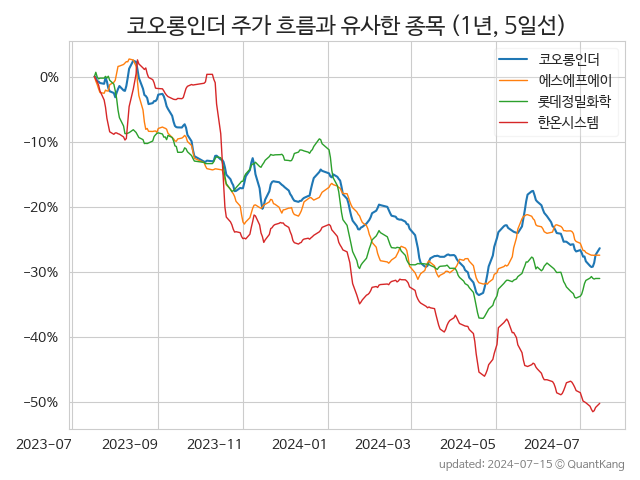 코오롱인더 주가 흐름과 유사한 종목 (1년, 5일선)
코오롱인더
에스에프에이
롯데정밀화학
한온시스템
0%
−10%
−20%
−30%
−40%
−50%
2023-07 2023-09 2023-11 2024-01 2024-03 2024-05 2024-07
updated: 2024-07-15 © QuantKang